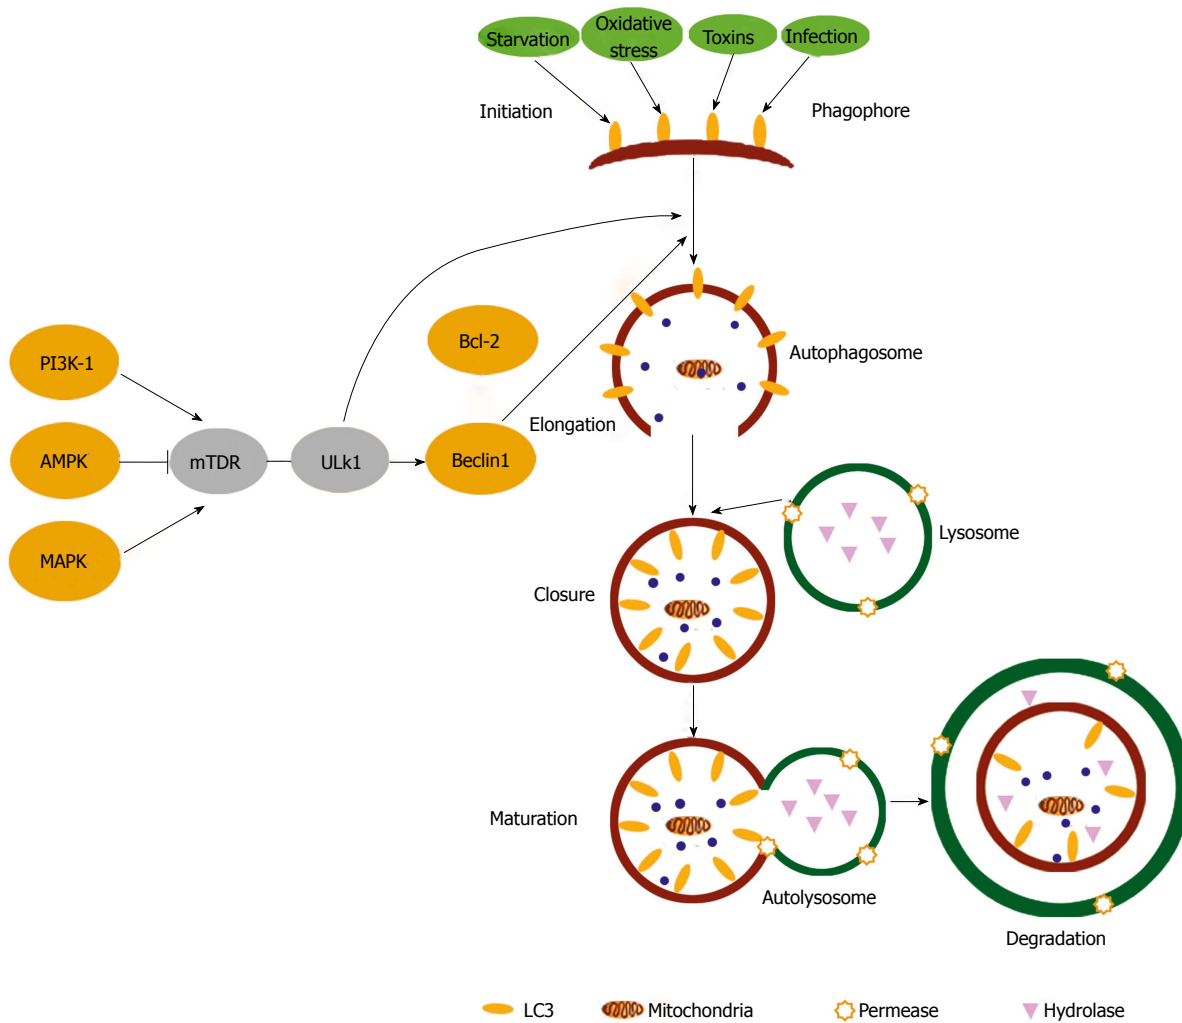 Starvation
Oxidative
stress
Toxins
Infection
Initiation
Phagophore
Bcl-2
PI3K-1
Autophagosome
Elongation
AMPK
mTDR
ULk1
Beclin1
Lysosome
MAPK
Closure
Maturation
Autolysosome
Degradation
LC3
Mitochondria
Permease
Hydrolase